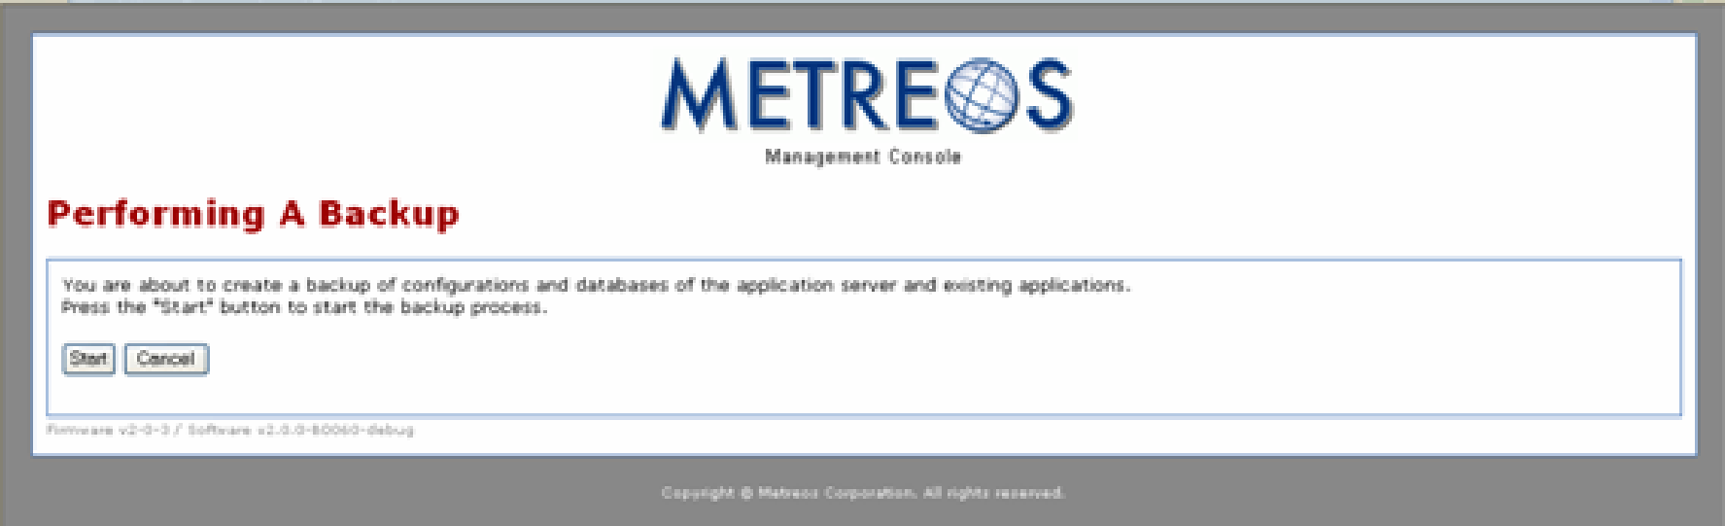 METREOS
Management Console
Performing A Backup
You are about to create a backup of configurations and databases of the application server and existing applications.
Press the "Start" button to start the backup process.
Start Cancel
Firmware v2-0-3 / Software v2.0.0-B0060-debug
Copyright © Metreos Corporation. All rights reserved.